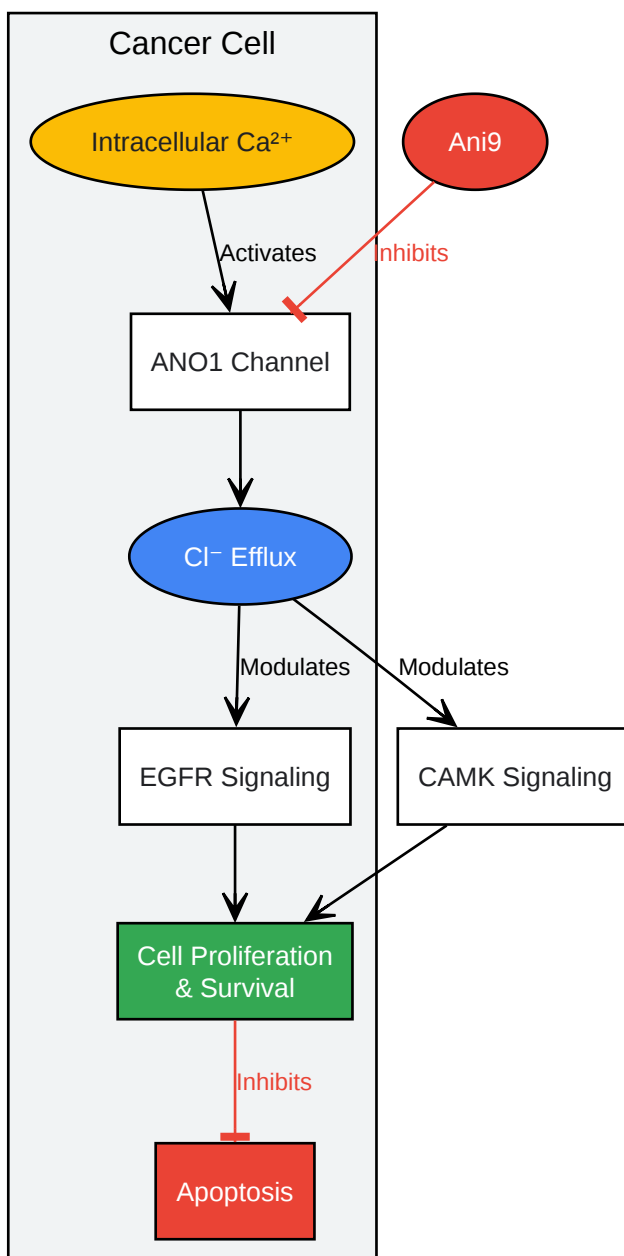 Cancer Cell
Intracellular Ca²⁺
Ani9
Activates
Inhibits
ANO1 Channel
Cl⁻ Efflux
Modulates
Modulates
EGFR Signaling
CAMK Signaling
Cell Proliferation
& Survival
Inhibits
Apoptosis